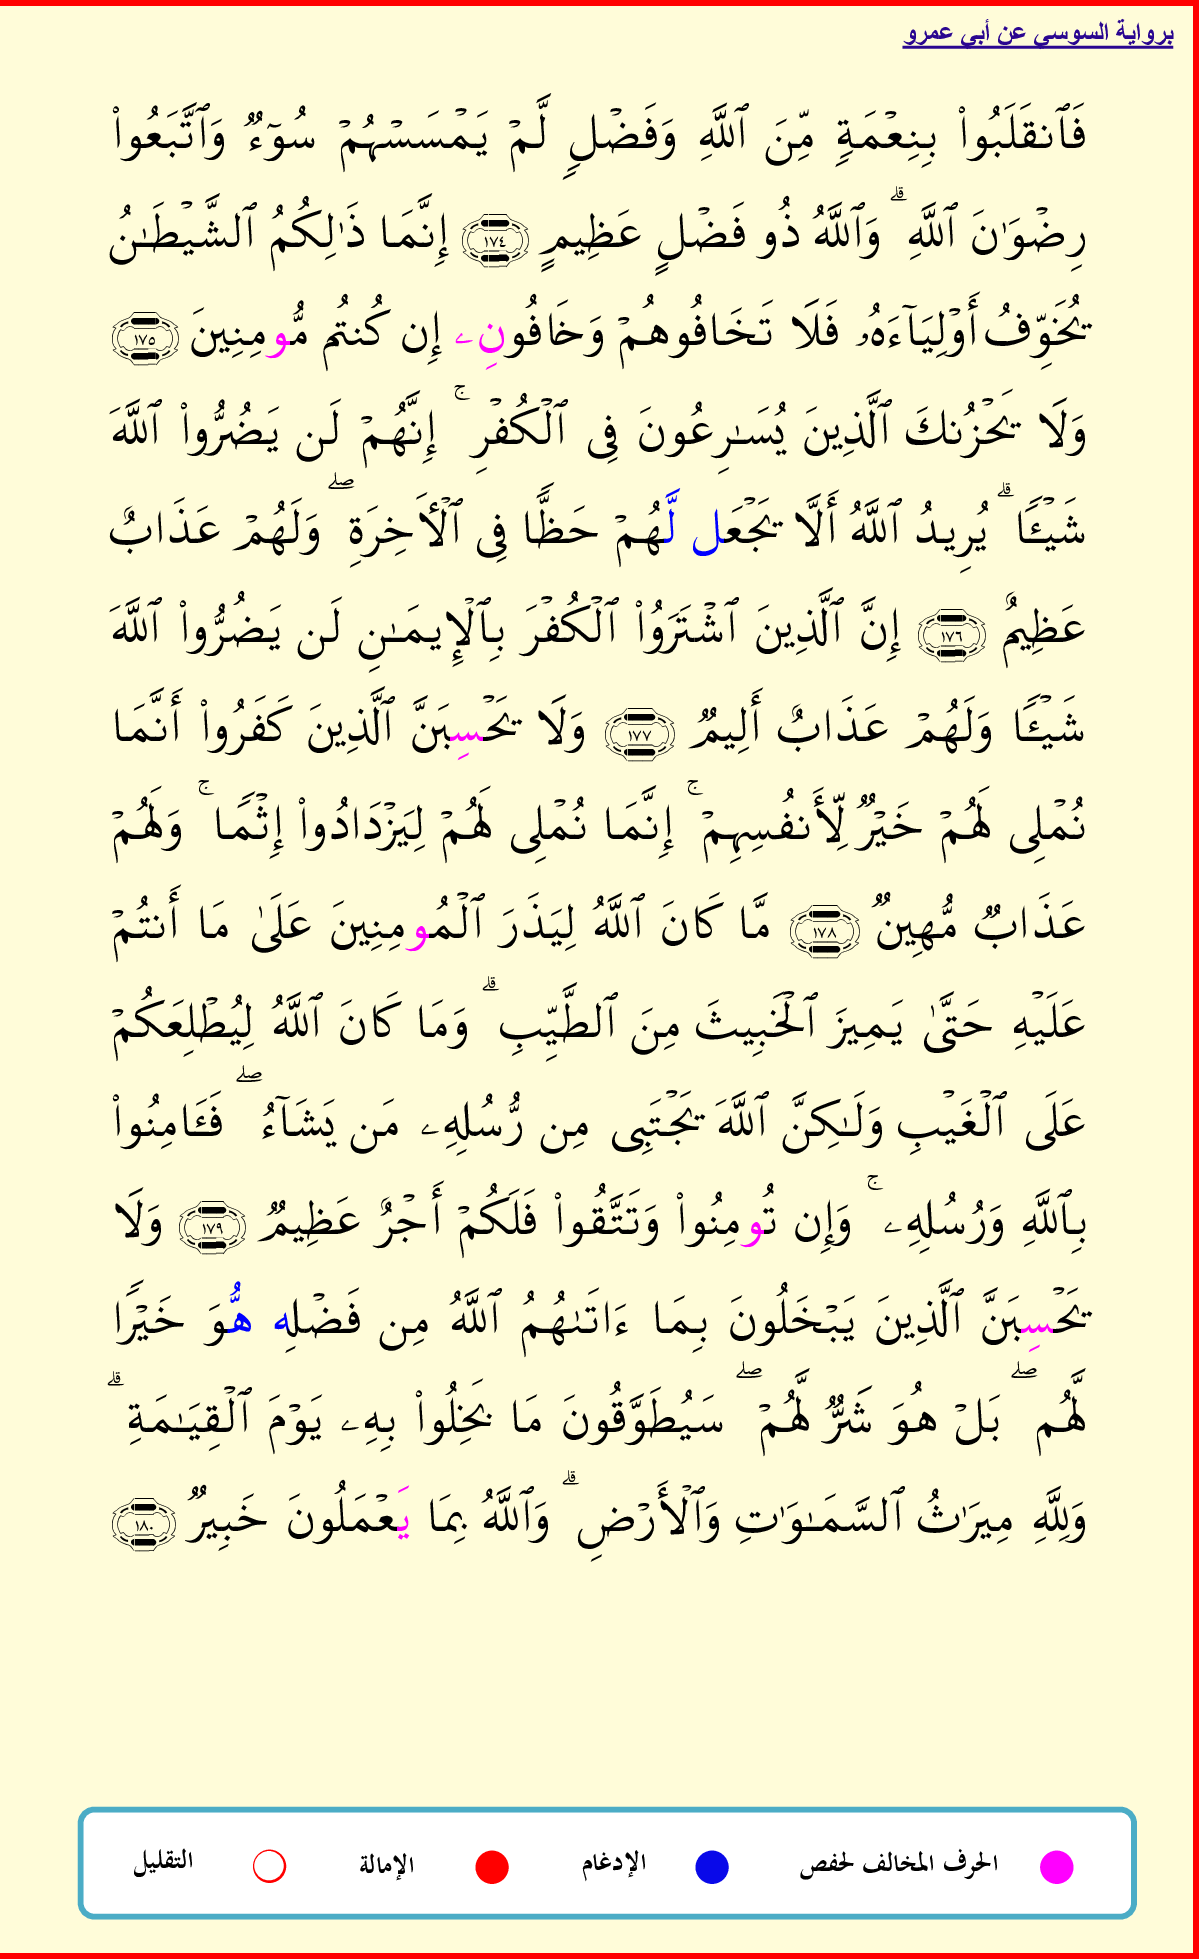 برواية السوسي عن أبي عمرو
فَٱنقَلَبُوا۟ بِنِعْمَةٍ مِّنَ ٱللَّهِ وَفَضْلٍ لَّمْ يَمْسَسْهُمْ سُوٓءٌ وَٱتَّبَعُوا۟
رِضْوَٰنَ ٱللَّهِ ۗ وَٱللَّهُ ذُو فَضْلٍ عَظِيمٍ ١٧٤ إِنَّمَا ذَٰلِكُمُ ٱلشَّيْطَـٰنُ
يُخَوِّفُ أَوْلِيَآءَهُۥ فَلَا تَخَافُوهُمْ وَخَافُونِۦ إِن كُنتُم مُّومِنِينَ ١٧٥
وَلَا يَحْزُنكَ ٱلَّذِينَ يُسَـٰرِعُونَ فِى ٱلْكُفْرِ ۚ إِنَّهُمْ لَن يَضُرُّوا۟ ٱللَّهَ
شَيْـًٔا ۗ يُرِيدُ ٱللَّهُ أَلَّا يَجْعَل لَّهُمْ حَظًّا فِى ٱلْـَٔاخِرَةِ ۖ وَلَهُمْ عَذَابٌ
عَظِيمٌ ١٧٦ إِنَّ ٱلَّذِينَ ٱشْتَرَوُا۟ ٱلْكُفْرَ بِٱلْإِيمَـٰنِ لَن يَضُرُّوا۟ ٱللَّهَ
شَيْـًٔا وَلَهُمْ عَذَابٌ أَلِيمٌ ١٧٧ وَلَا يَحْسِبَنَّ ٱلَّذِينَ كَفَرُوا۟ أَنَّمَا
نُمْلِى لَهُمْ خَيْرٌ لِّأَنفُسِهِمْ ۚ إِنَّمَا نُمْلِى لَهُمْ لِيَزْدَادُوا۟ إِثْمًا ۚ وَلَهُمْ
عَذَابٌ مُّهِينٌ ١٧٨ مَّا كَانَ ٱللَّهُ لِيَذَرَ ٱلْمُومِنِينَ عَلَىٰ مَا أَنتُمْ
عَلَيْهِ حَتَّىٰ يَمِيزَ ٱلْخَبِيثَ مِنَ ٱلطَّيِّبِ ۗ وَمَا كَانَ ٱللَّهُ لِيُطْلِعَكُمْ
عَلَى ٱلْغَيْبِ وَلَـٰكِنَّ ٱللَّهَ يَجْتَبِى مِن رُّسُلِهِۦ مَن يَشَآءُ ۖ فَـَٔامِنُوا۟
بِٱللَّهِ وَرُسُلِهِۦ ۚ وَإِن تُومِنُوا۟ وَتَتَّقُوا۟ فَلَكُمْ أَجْرٌ عَظِيمٌ ١٧٩ وَلَا
يَحْسِبَنَّ ٱلَّذِينَ يَبْخَلُونَ بِمَا ءَاتَىٰهُمُ ٱللَّهُ مِن فَضْلِه هُّوَ خَيْرًا
لَّهُم ۖ بَلْ هُوَ شَرٌّ لَّهُمْ ۖ سَيُطَوَّقُونَ مَا بَخِلُوا۟ بِهِۦ يَوْمَ ٱلْقِيَـٰمَةِ ۗ
وَلِلَّهِ مِيرَٰثُ ٱلسَّمَـٰوَٰتِ وَٱلْأَرْضِ ۗ وَٱللَّهُ بِمَا يَعْمَلُونَ خَبِيرٌ ١٨٠
الحرف المخالف لحفص الإدغام الإمالة التقليل